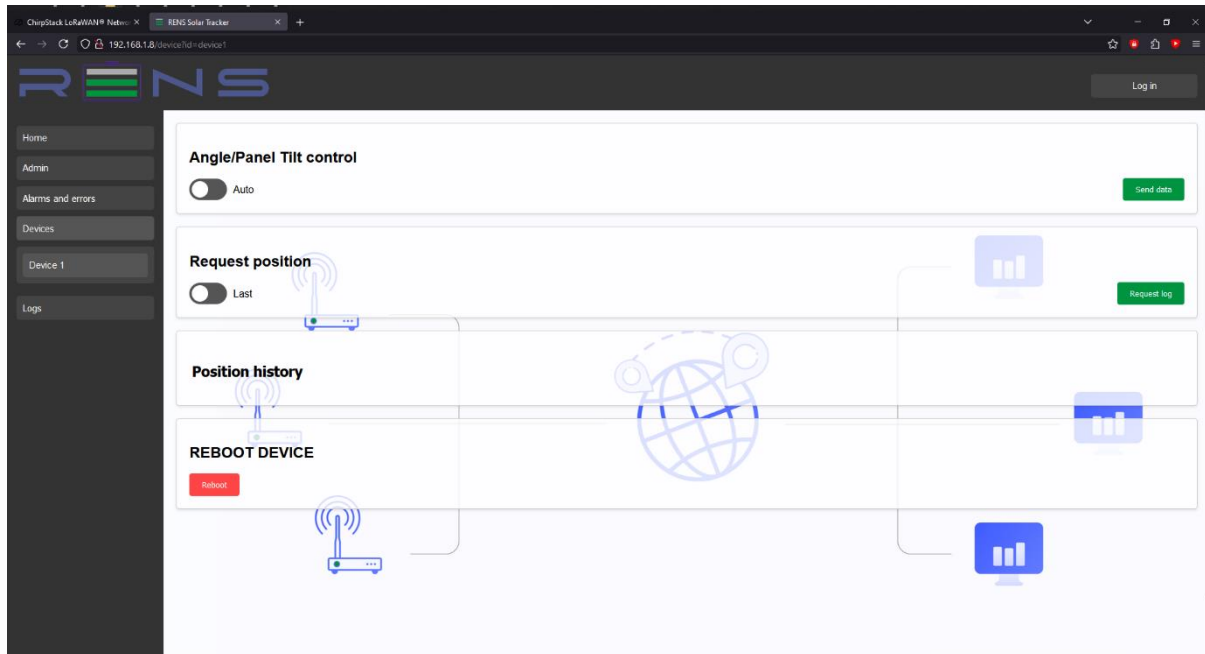 ChirpStack LoRaWAN® Networ
RENS Solar Tracker
192.168.1.8/device?id=device1
RENS
Log in
Home
Admin
Alarms and errors
Devices
Device 1
Logs
Angle/Panel Tilt control
Auto
Send data
Request position
Last
Request log
Position history
REBOOT DEVICE
Reboot